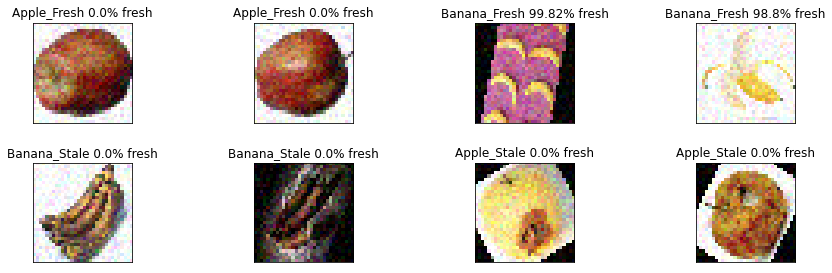 Apple_Fresh 0.0% fresh
Apple_Fresh 0.0% fresh
Banana_Fresh 99.82% fresh
Banana_Fresh 98.8% fresh
Banana_Stale 0.0% fresh
Banana_Stale 0.0% fresh
Apple_Stale 0.0% fresh
Apple_Stale 0.0% fresh